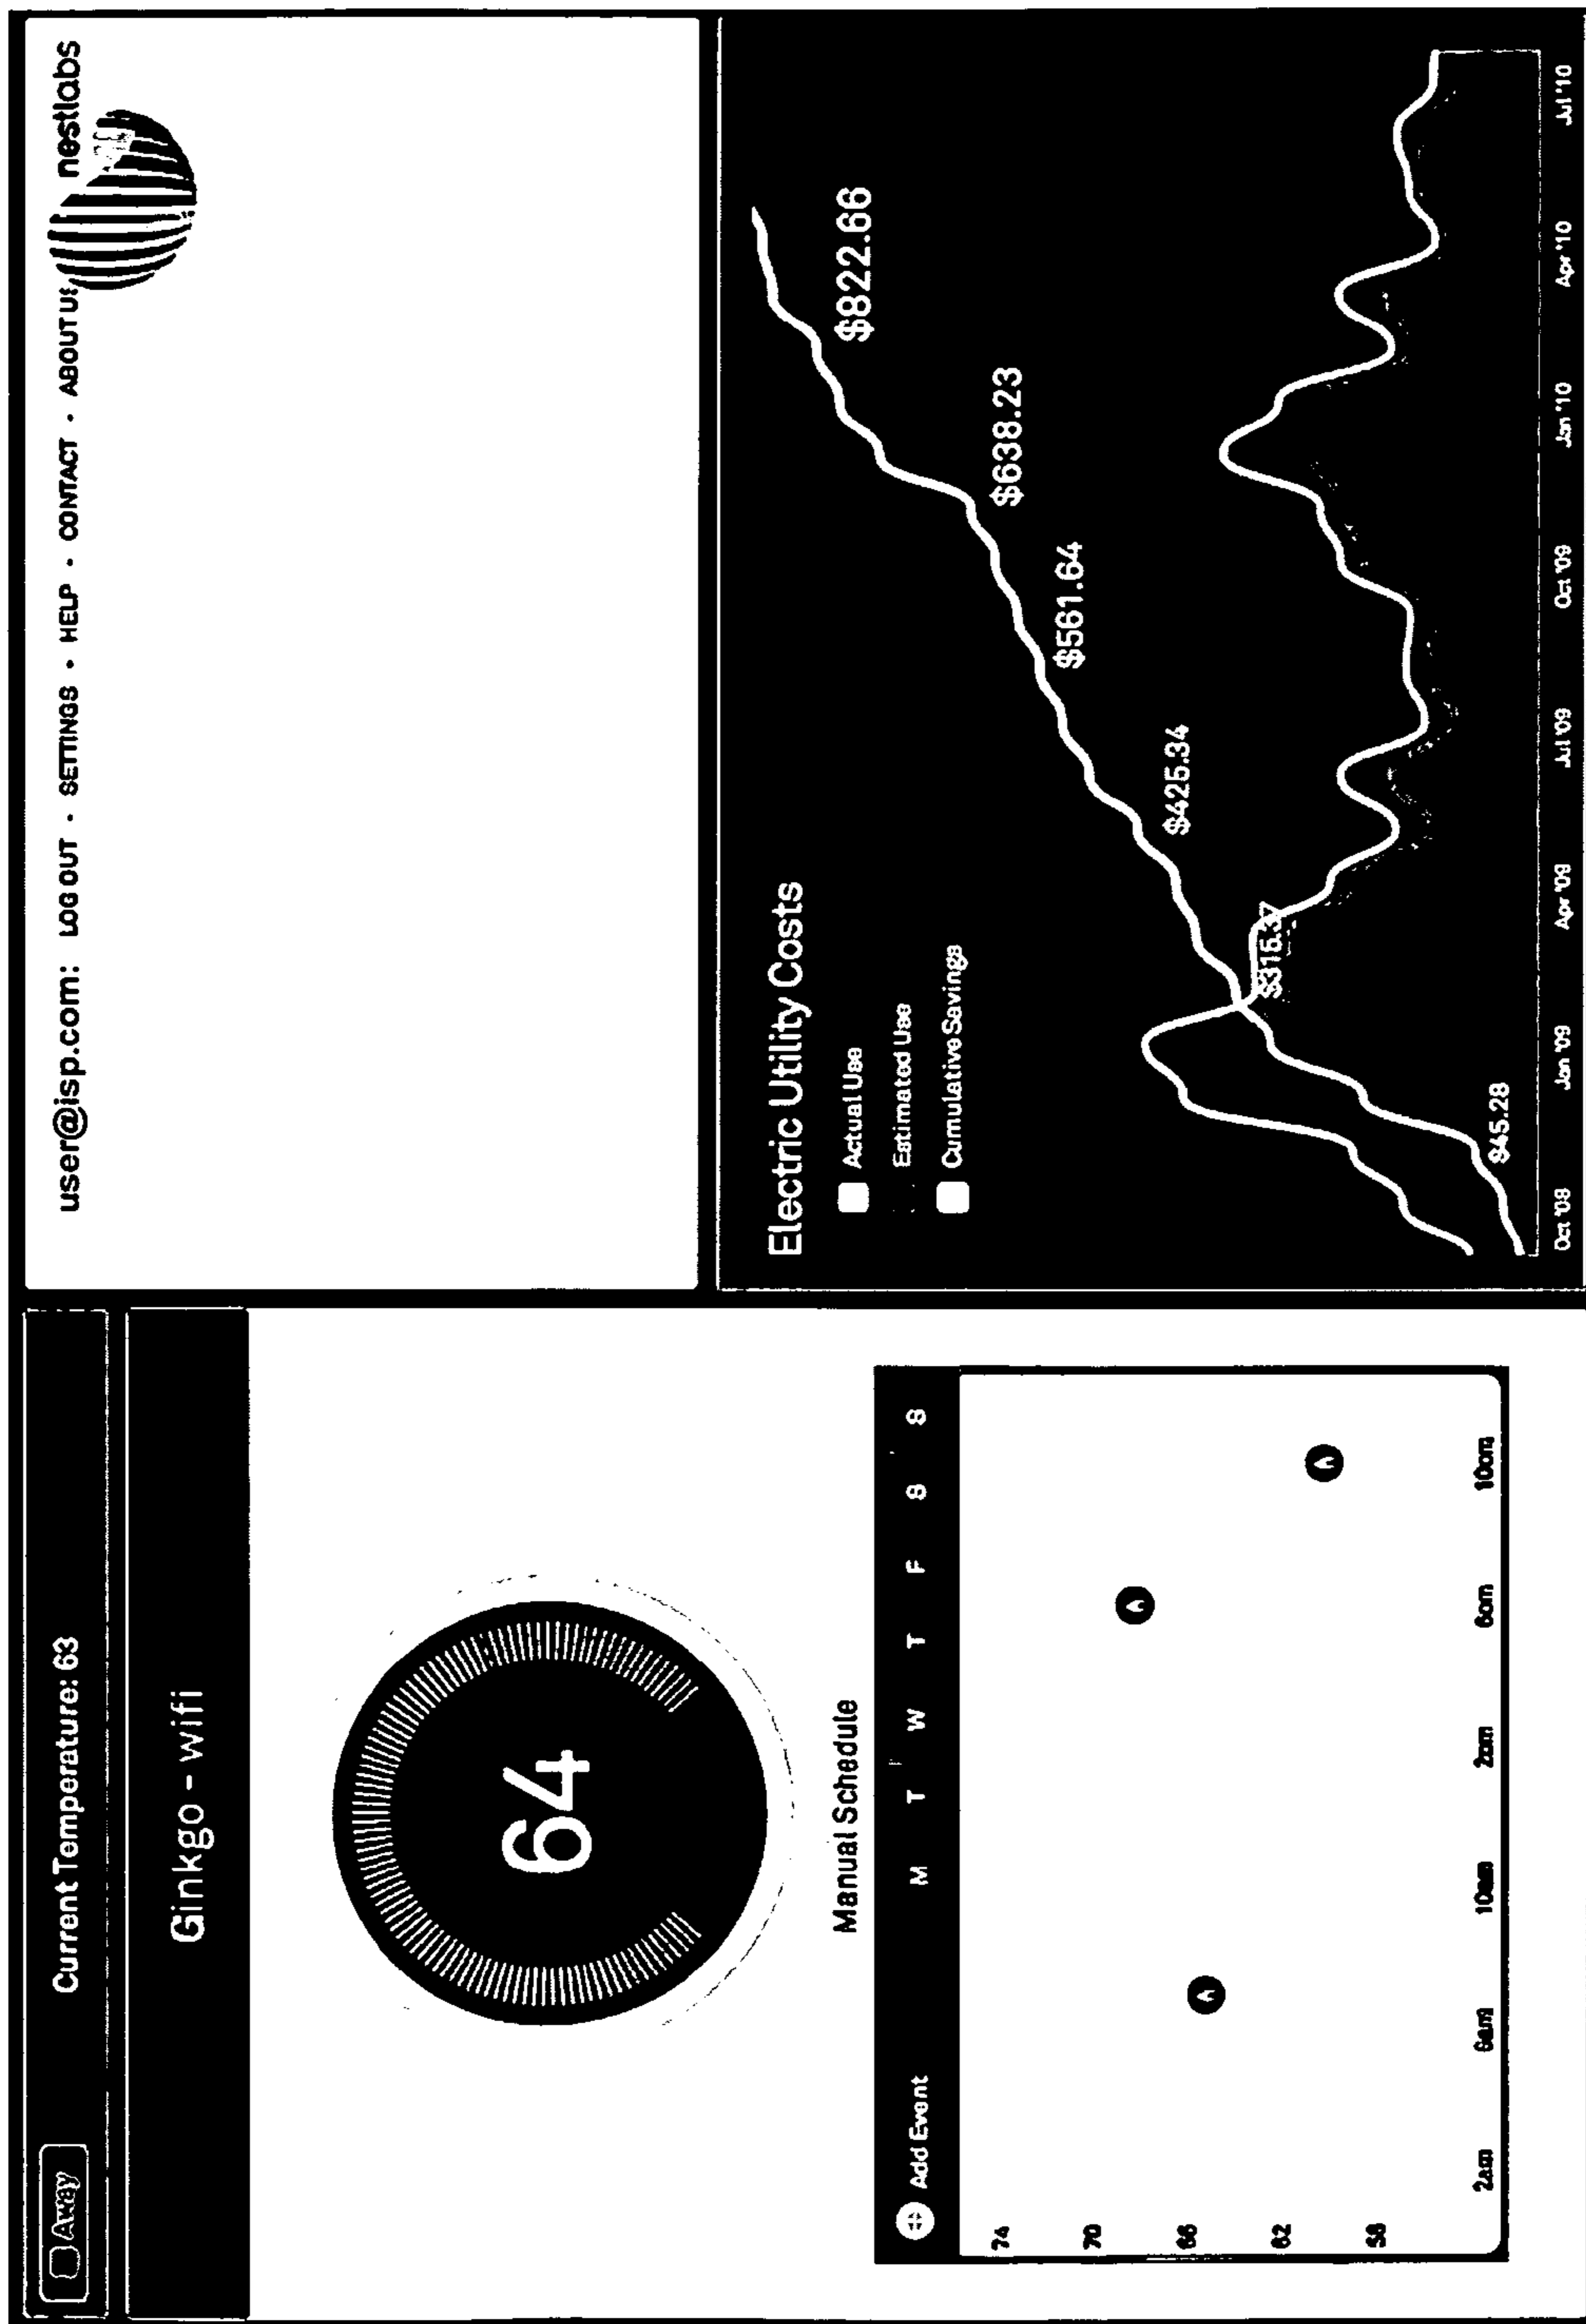 Away
Current Temperature: 63
Ginkgo - wifi
64
Manual Schedule
Add Event M T W T F S S
74
70
66
62
58
2am 6am 10am 2pm 6pm 10pm
user@isp.com: LOG OUT • SETTINGS • HELP • CONTACT • ABOUT US
nestlabs
Electric Utility Costs
Actual Use
Estimated Use
Cumulative Savings
$45.28
$315.37
$425.34
$561.64
$638.23
$822.66
Oct '08 Jan '09 Apr '09 Jul '09 Oct '09 Jan '10 Apr '10 Jul '10